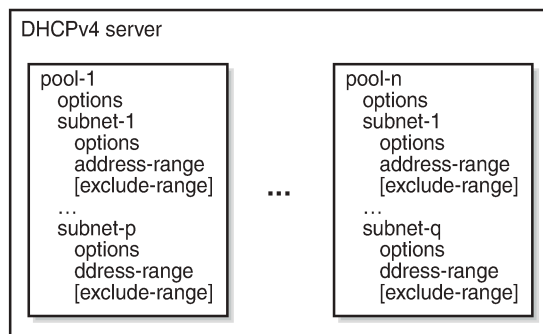 DHCPv4 server
pool-1
options
subnet-1
options
address-range
[exclude-range]
...
subnet-p
options
ddress-range
[exclude-range]
...
pool-n
options
subnet-1
options
address-range
[exclude-range]
...
subnet-q
options
ddress-range
[exclude-range]